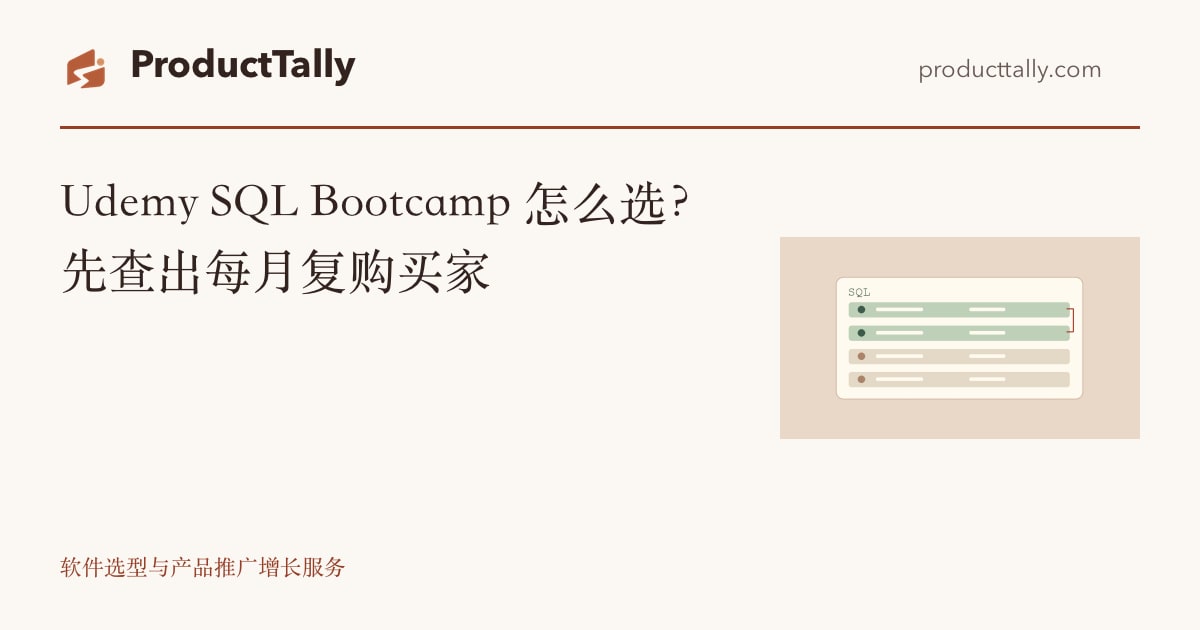 ProductTally
producttally.com
Udemy SQL Bootcamp 怎么选？
先查出每月复购买家
SQL
软件选型与产品推广增长服务